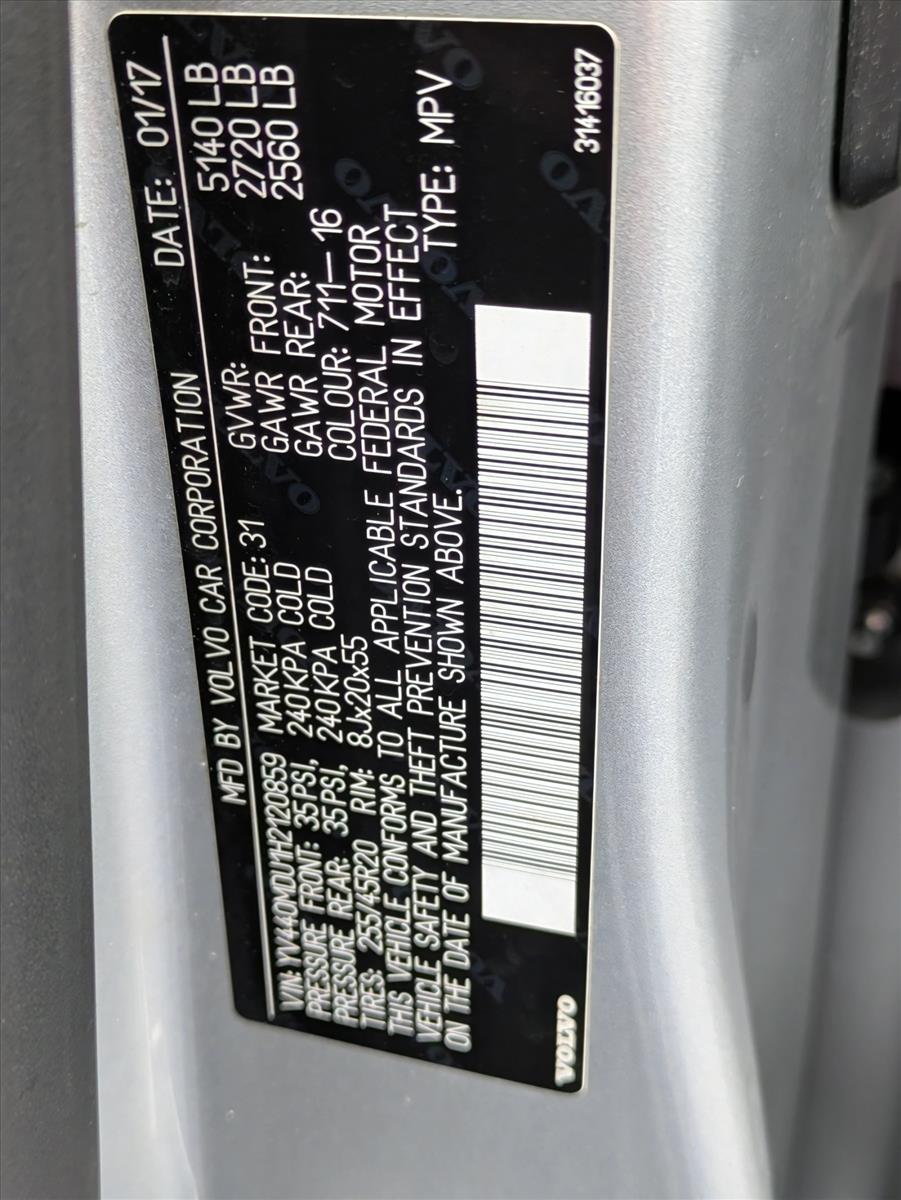 MFD BY VOLVO CAR CORPORATION DATE: 01/17
VIN: YV440MDU1H2120859 MARKET CODE: 31 GVWR: 5140 LB
PRESSURE FRONT: 35PSI, 240KPA COLD GAWR FRONT: 2720 LB
PRESSURE REAR: 35PSI, 240KPA COLD GAWR REAR: 2560 LB
TIRES: 255/45R20 RIM: 8Jx20x55 COLOUR: 711—16
THIS VEHICLE CONFORMS TO ALL APPLICABLE FEDERAL MOTOR
VEHICLE SAFETY AND THEFT PREVENTION STANDARDS IN EFFECT
ON THE DATE OF MANUFACTURE SHOWN ABOVE. TYPE: MPV
VOLVO 31416037